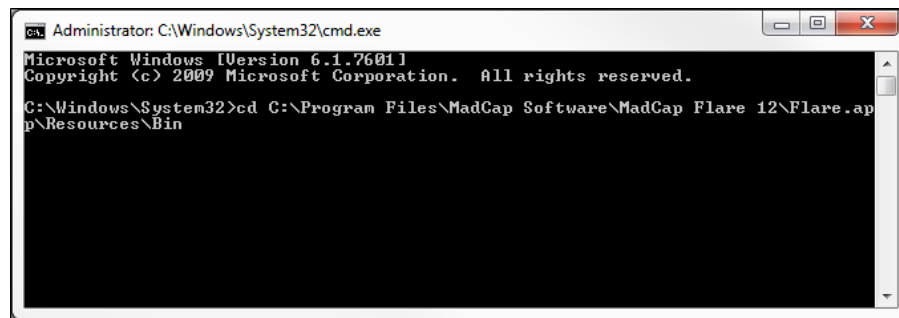 Administrator: C:\Windows\System32\cmd.exe
Microsoft Windows [Version 6.1.7601]
Copyright (c) 2009 Microsoft Corporation.  All rights reserved.
C:\Windows\System32>cd C:\Program Files\MadCap Software\MadCap Flare 12\Flare.ap
p\Resources\Bin